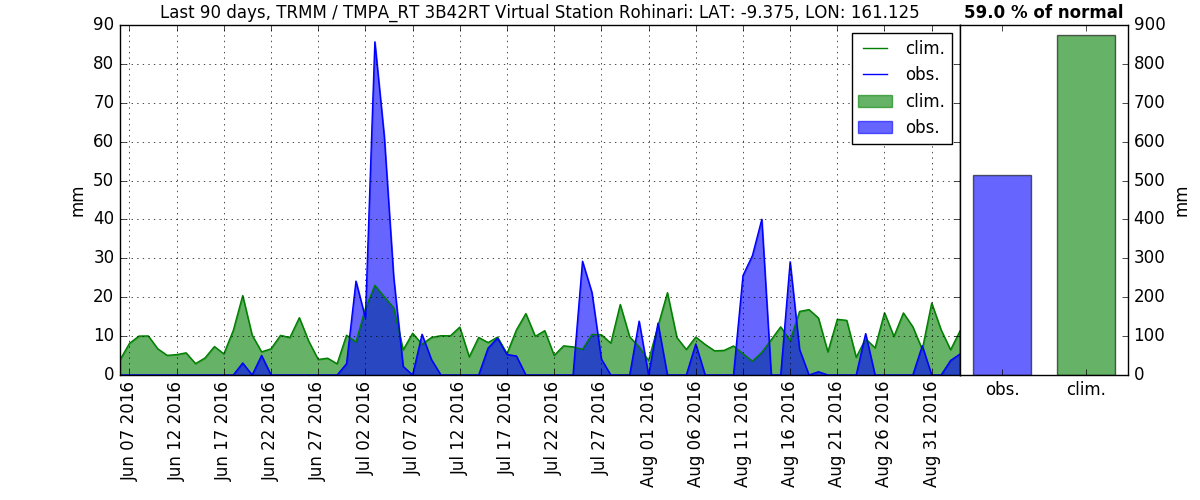 Last 90 days, TRMM / TMPA_RT 3B42RT Virtual Station Rohinari: LAT: -9.375, LON: 161.125
59.0 % of normal
90
80
70
60
50
40
30
20
10
0
mm
clim.
obs.
clim.
obs.
Jun 07 2016
Jun 12 2016
Jun 17 2016
Jun 22 2016
Jun 27 2016
Jul 02 2016
Jul 07 2016
Jul 12 2016
Jul 17 2016
Jul 22 2016
Jul 27 2016
Aug 01 2016
Aug 06 2016
Aug 11 2016
Aug 16 2016
Aug 21 2016
Aug 26 2016
Aug 31 2016
900
800
700
600
500
400
300
200
100
0
mm
obs.
clim.